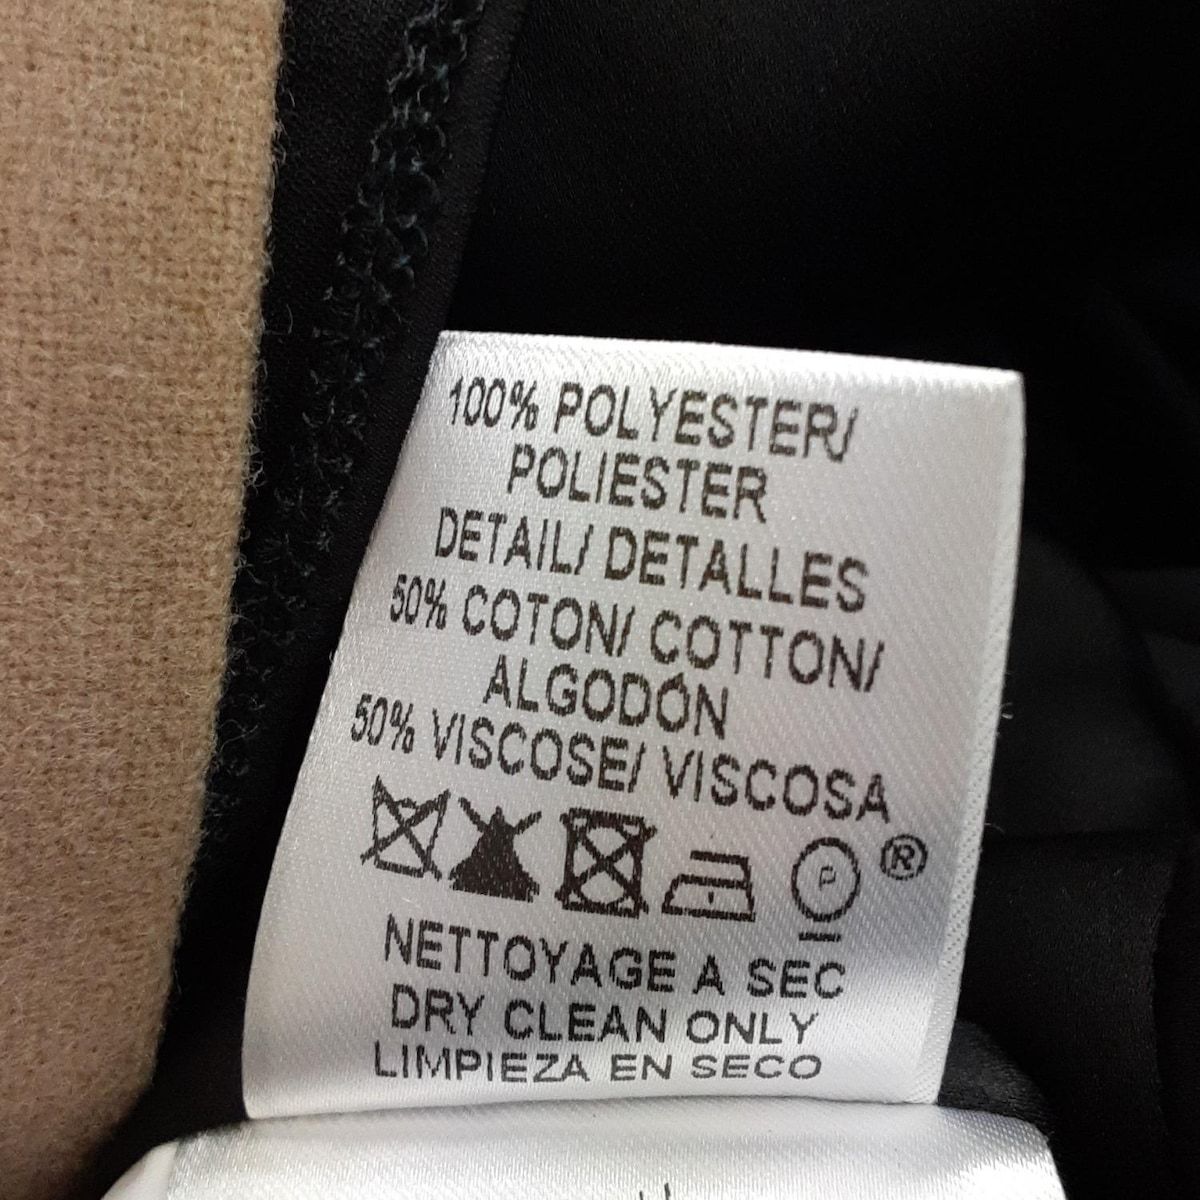 100% POLYESTER/
POLIESTER
DETAIL/ DETALLES
50% COTON/ COTTON/
ALGODÓN
50% VISCOSE/ VISCOSA
P ®
NETTOYAGE A SEC
DRY CLEAN ONLY
LIMPIEZA EN SECO